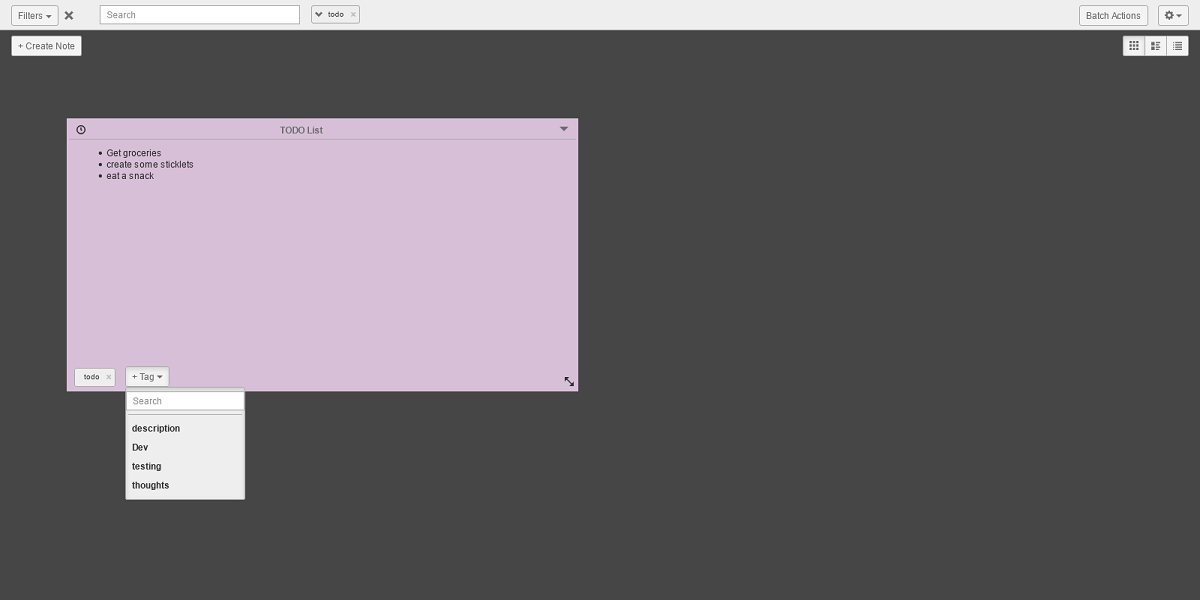 Filters
Search
todo
Batch Actions
+ Create Note
TODO List
Get groceries
create some sticklets
eat a snack
todo
+ Tag
Search
description
Dev
testing
thoughts